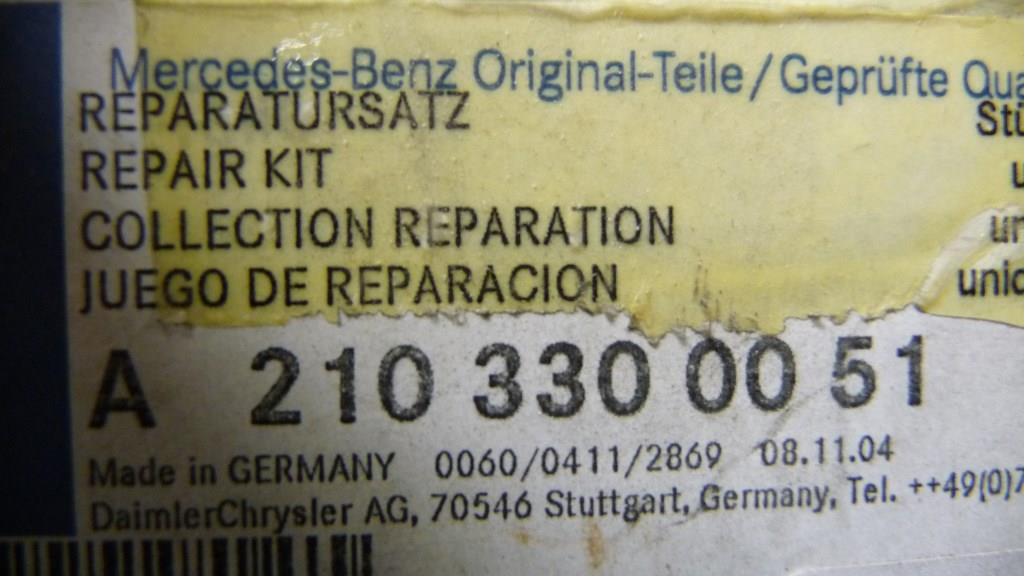 Mercedes-Benz Original-Teile/Geprüfte
REPARATURSATZ
REPAIR KIT
COLLECTION REPARATION
JUEGO DE REPARACION
A 210 330 00 51
Made in GERMANY 0060/0411/2869 08.11.04
DaimlerChrysler AG, 70546 Stuttgart, Germany, Tel. ++49(0)7